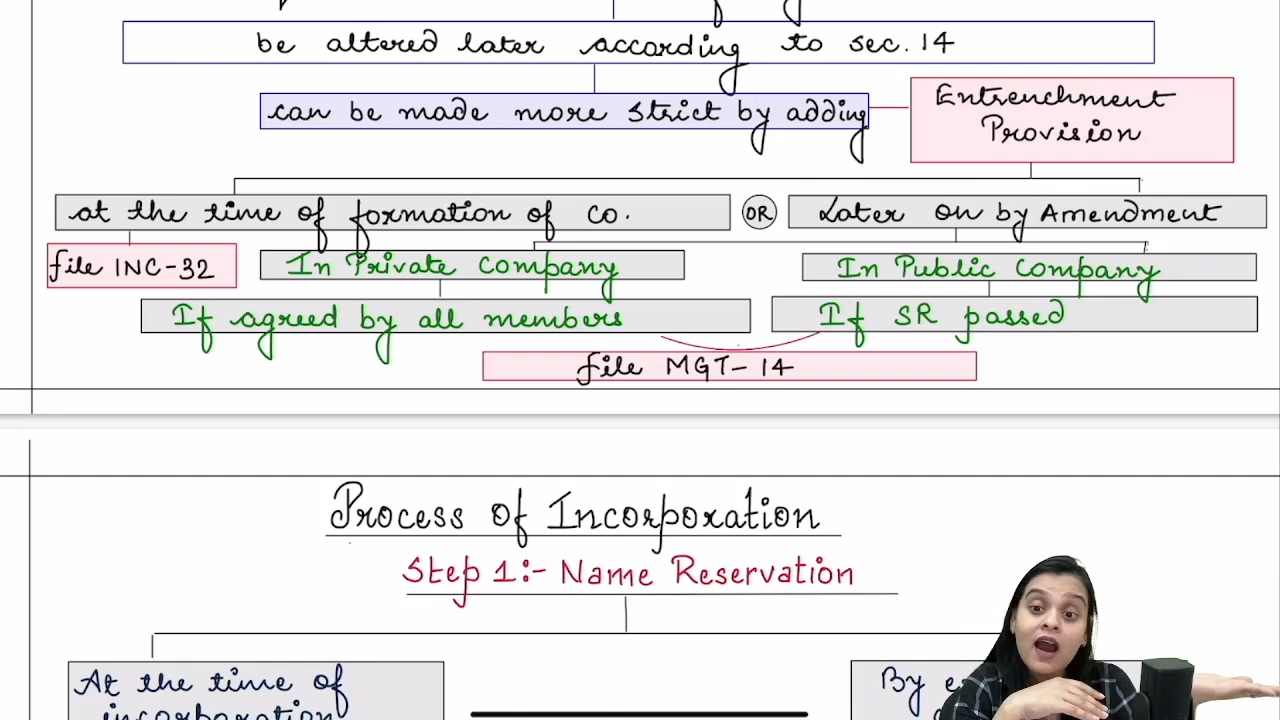 be altered later according to sec. 14
can be made more strict by adding
Entrenchment
Provision
at the time of formation of co.
OR
Later on by Amendment
file INC-32
In Private Company
In Public Company
If agreed by all members
If SR passed
file MGT-14
Process of Incorporation
Step 1:- Name Reservation
At the time of
incorporation
By